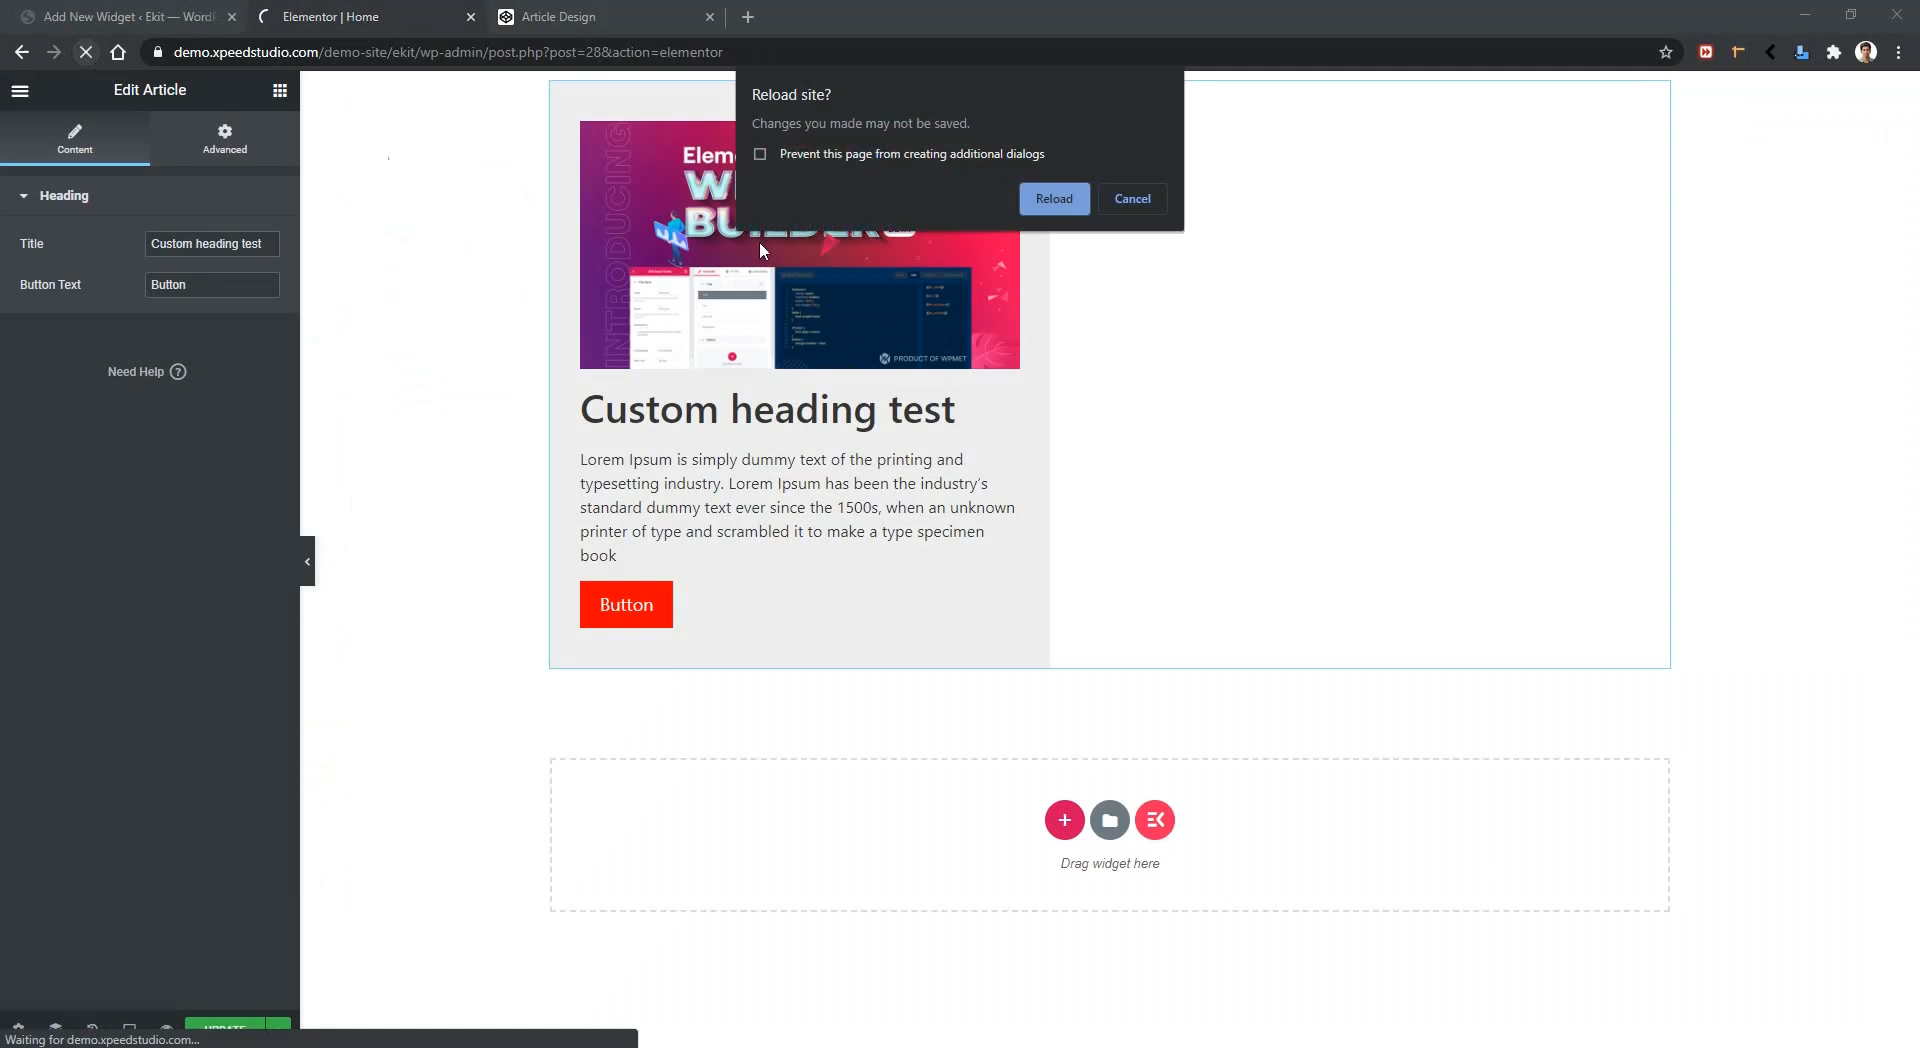 Add New Widget ‹ Ekit — WordP
Elementor | Home
Article Design
demo.xpeedstudio.com/demo-site/ekit/wp-admin/post.php?post=28&action=elementor
Edit Article
Content
Advanced
Heading
Title
Custom heading test
Button Text
Button
Need Help
UPDATE
Waiting for demo.xpeedstudio.com...
Reload site?
Changes you made may not be saved.
Prevent this page from creating additional dialogs
Reload
Cancel
INTRODUCING
Elem
PRODUCT OF WPMET
Custom heading test
Lorem Ipsum is simply dummy text of the printing and
typesetting industry. Lorem Ipsum has been the industry's
standard dummy text ever since the 1500s, when an unknown
printer of type and scrambled it to make a type specimen
book
Button
Drag widget here